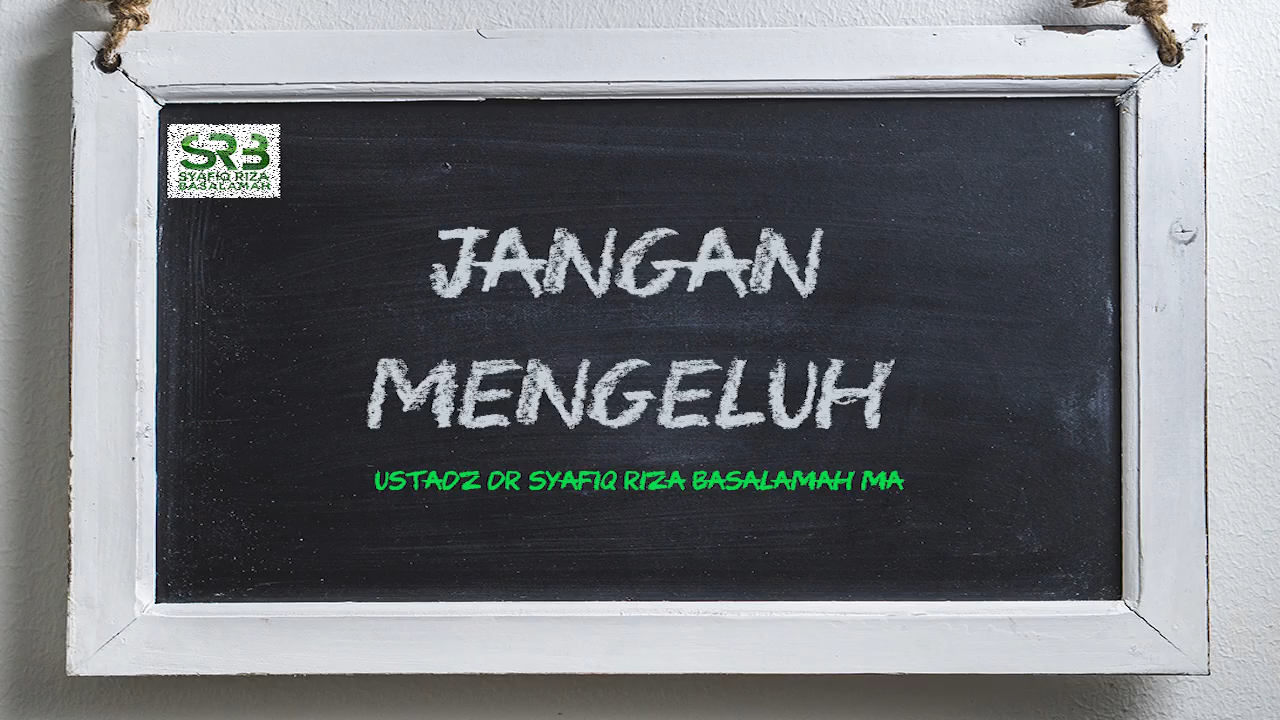 SRB
SYAFIQ RIZA
BASALAMAH
JANGAN
MENGELUH
USTADZ DR SYAFIQ RIZA BASALAMAH MA